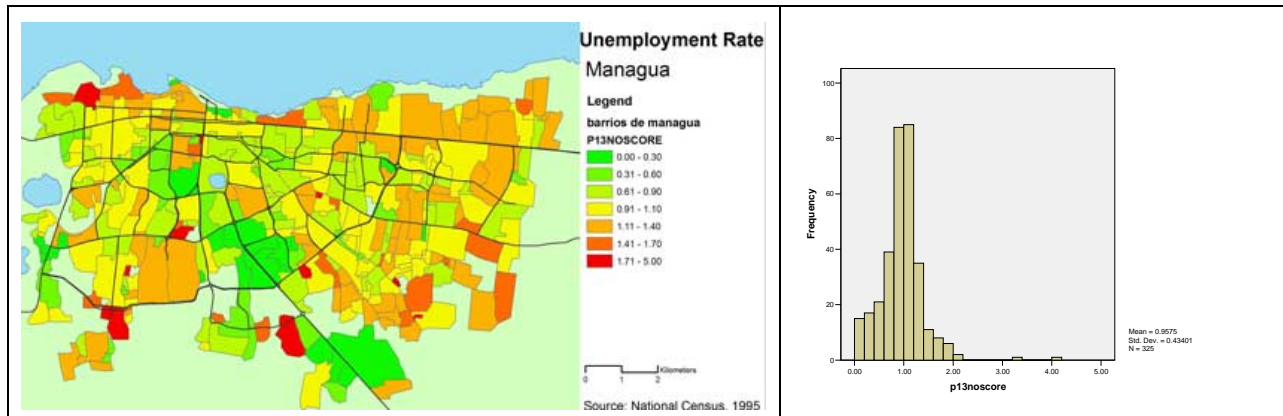 Unemployment Rate
Managua
Legend
barrios de managua
P13NOSCORE
0.00 - 0.30
0.31 - 0.60
0.61 - 0.90
0.91 - 1.10
1.11 - 1.40
1.41 - 1.70
1.71 - 5.00
Kilometers
0 1 2
Source: National Census, 1995
100
80
60
40
20
0
Frequency
0.00 1.00 2.00 3.00 4.00 5.00
p13noscore
Mean = 0.9575
Std. Dev. = 0.43401
N = 325